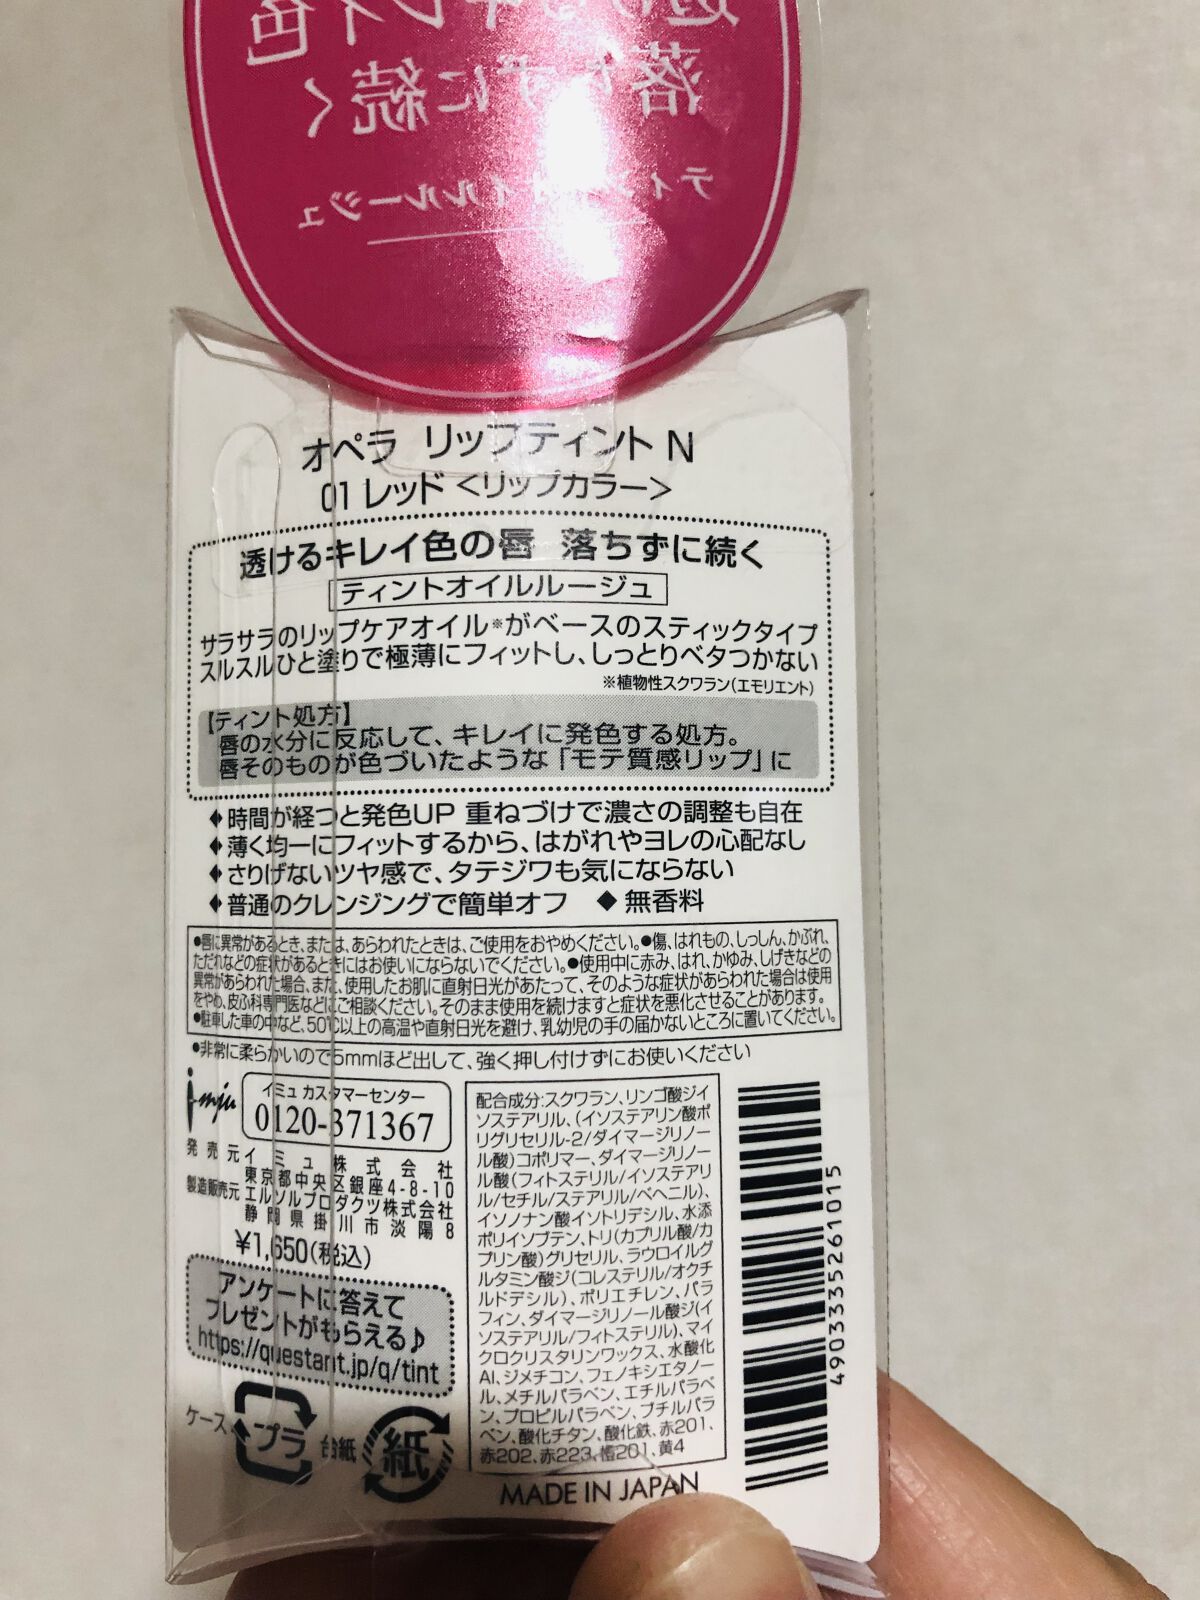 落ちずに続く
オペラ リップティント N
01 レッド <リップカラー>
透けるキレイ色の唇 落ちずに続く
ティントオイルルージュ
サラサラのリップケアオイル※がベースのスティックタイプ
スルスルひと塗りで極薄にフィットし、しっとりベタつかない
※植物性スクワラン(エモリエント)
【ティント処方】
唇の水分に反応して、キレイに発色する処方。
唇そのものが色づいたような「モテ質感リップ」に
◆時間が経つと発色UP 重ねづけで濃さの調整も自在
◆薄く均一にフィットするから、はがれやヨレの心配なし
◆さりげないツヤ感で、タテジワも気にならない
◆普通のクレンジングで簡単オフ ◆無香料
●唇に異常があるとき、または、あらわれたときは、ご使用をおやめください。●傷、はれもの、しっしん、かぶれ、
ただれなどの症状があるときにはお使いにならないでください。●使用中に赤み、はれ、かゆみ、しげきなどの
異常があらわれた場合、また、使用したお肌に直射日光があたって、そのような症状があらわれた場合は使用
をやめ、皮ふ科専門医などにご相談ください。そのまま使用を続けますと症状を悪化させることがあります。
●駐車した車の中など、50℃以上の高温や直射日光を避け、乳幼児の手の届かないところに置いてください。
●非常に柔らかいので5mmほど出して、強く押し付けずにお使いください
imju
イミュ カスタマーセンター
0120-371367
発売元 イミュ株式会社
東京都中央区銀座4-8-10
製造販売元 エルソルプロダクツ株式会社
静岡県掛川市淡陽8
¥1,650(税込)
アンケートに答えて
プレゼントがもらえる♪
https://questant.jp/q/tint
ケース プラ 台紙 紙
配合成分:スクワラン、リンゴ酸ジイ
ソステアリル、(イソステアリン酸ポ
リグリセリル-2/ダイマージリノー
ル酸)コポリマー、ダイマージリノー
ル酸(フィトステリル/イソステアリ
ル/セチル/ステアリル/ベヘニル)、
イソノナン酸イソトリデシル、水添
ポリイソブテン、トリ(カプリル酸/カ
プリン酸)グリセリル、ラウロイルグ
ルタミン酸ジ(コレステリル/オクチ
ルドデシル)、ポリエチレン、パラ
フィン、ダイマージリノール酸ジ(イ
ソステアリル/フィトステリル)、マイ
クロクリスタリンワックス、水酸化
Al、ジメチコン、フェノキシエタノー
ル、メチルパラベン、エチルパラベ
ン、プロピルパラベン、ブチルパラ
ベン、酸化チタン、酸化鉄、赤201、
赤202、赤223、橙201、黄4
MADE IN JAPAN
4903335261015